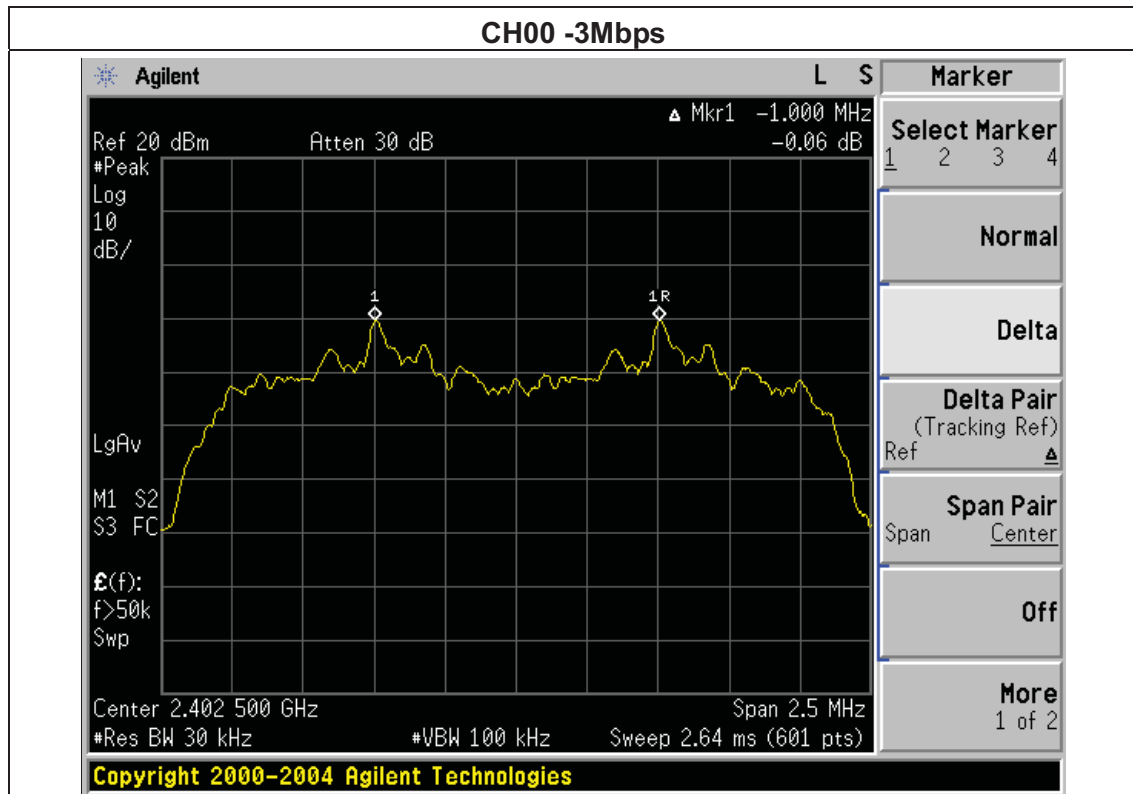 CH00 -3Mbps
Agilent L S Marker
Δ Mkr1 -1.000 MHz
Ref 20 dBm Atten 30 dB -0.06 dB
#Peak
Log
10
dB/
1 1R
LgAv
M1 S2
S3 FC
£(f):
f>50k
Swp
Center 2.402 500 GHz Span 2.5 MHz
#Res BW 30 kHz #VBW 100 kHz Sweep 2.64 ms (601 pts)
Copyright 2000-2004 Agilent Technologies
Select Marker
1 2 3 4
Normal
Delta
Delta Pair
(Tracking Ref)
Ref Δ
Span Pair
Span Center
Off
More
1 of 2